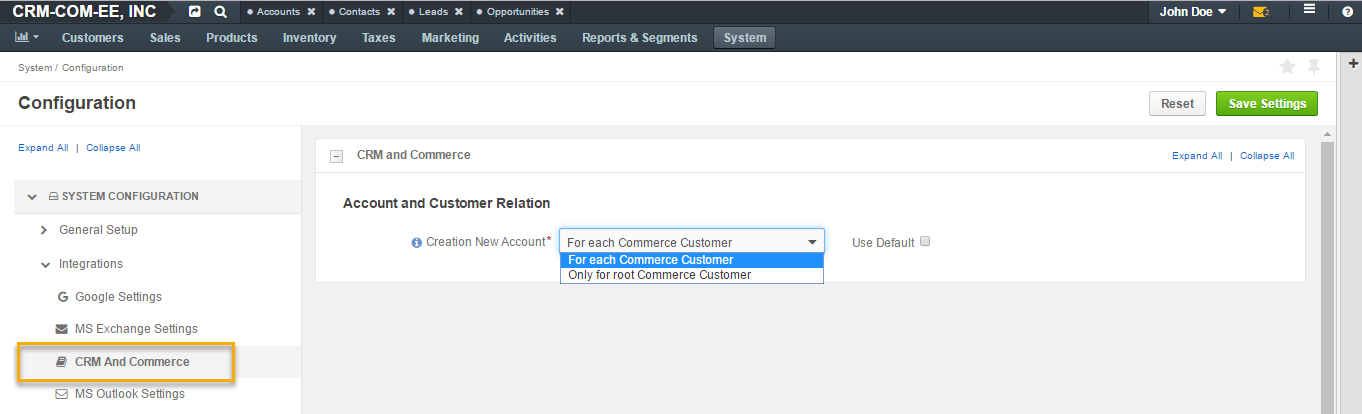 CRM-COM-EE, INC Accounts Contacts Leads Opportunities John Doe 2
Customers Sales Products Inventory Taxes Marketing Activities Reports & Segments System
System / Configuration
Configuration Reset Save Settings
Expand All | Collapse All
CRM and Commerce Expand All | Collapse All
SYSTEM CONFIGURATION
Account and Customer Relation
General Setup
Creation New Account* For each Commerce Customer Use Default
For each Commerce Customer
Only for root Commerce Customer
Integrations
Google Settings
MS Exchange Settings
CRM And Commerce
MS Outlook Settings